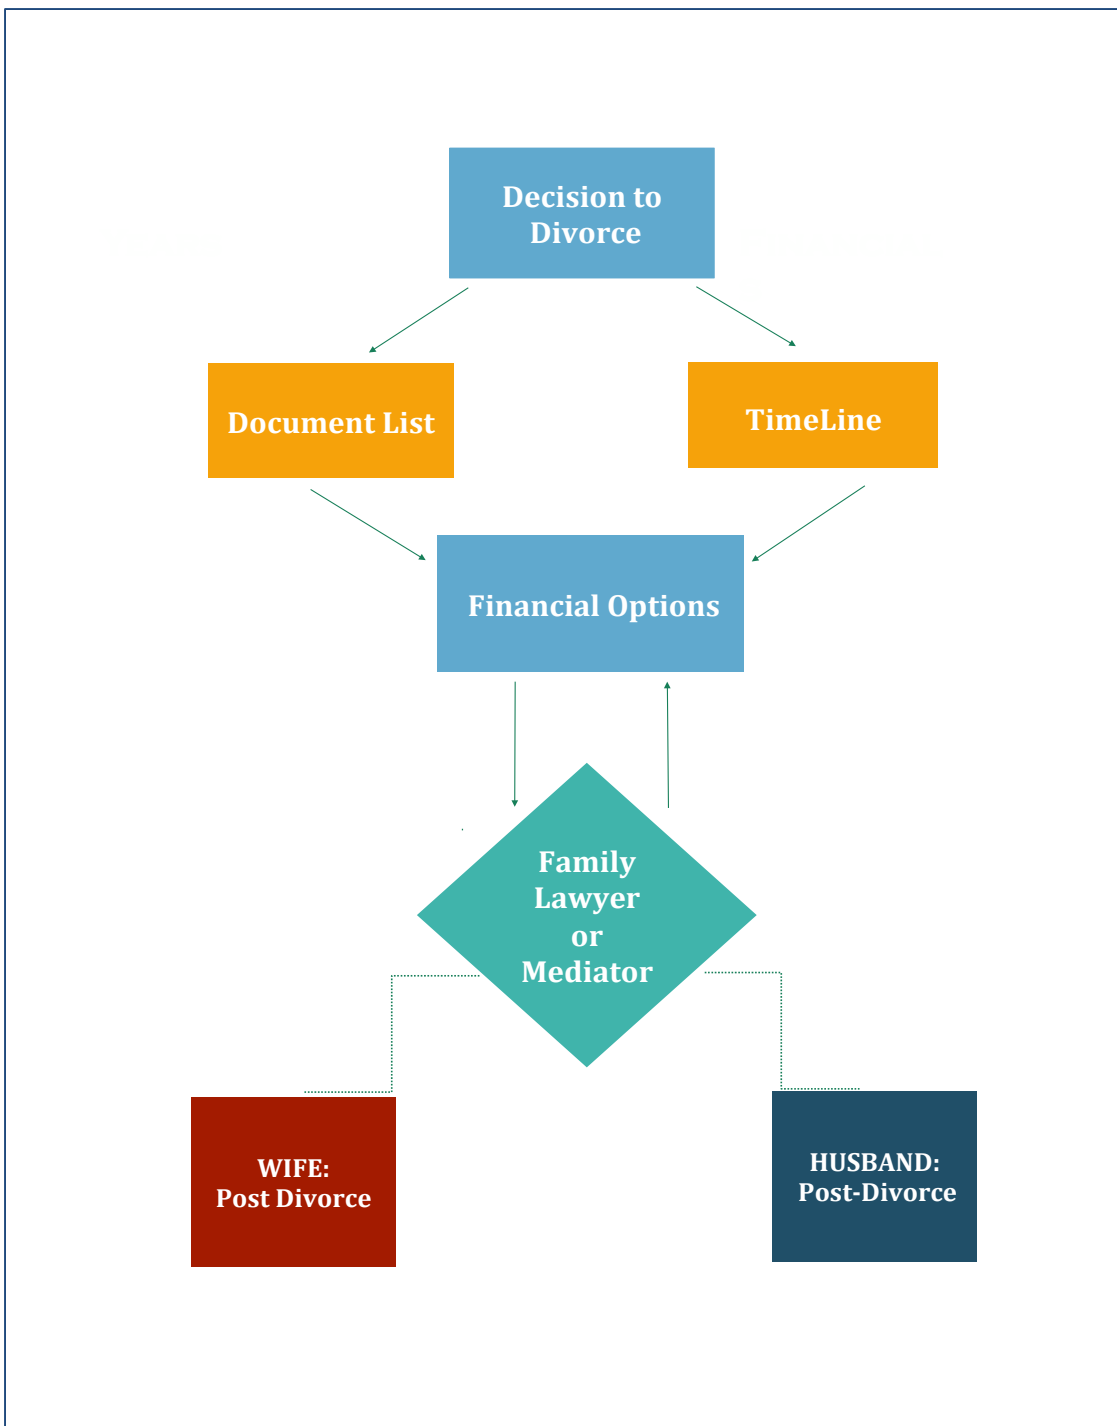 Decision to
Divorce
Document List
TimeLine
Financial Options
Family
Lawyer
or
Mediator
WIFE:
Post Divorce
HUSBAND:
Post-Divorce